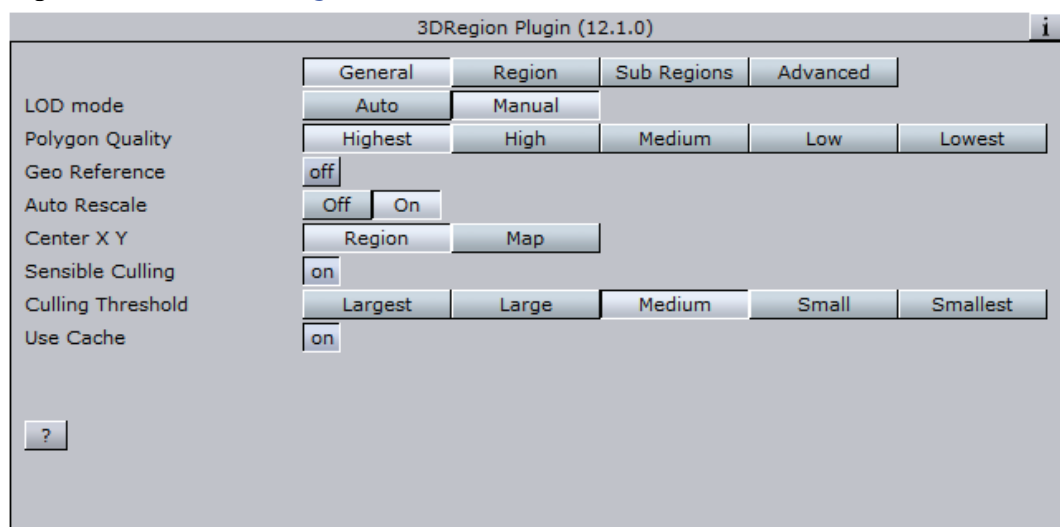 3DRegion Plugin (12.1.0) i
General Region Sub Regions Advanced
LOD mode Auto Manual
Polygon Quality Highest High Medium Low Lowest
Geo Reference off
Auto Rescale Off On
Center X Y Region Map
Sensible Culling on
Culling Threshold Largest Large Medium Small Smallest
Use Cache on
?